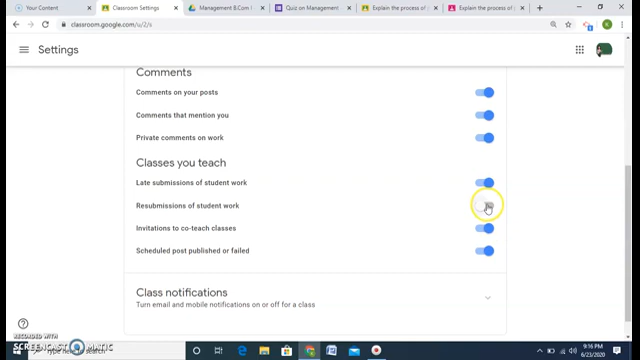 Your Content
Classroom Settings
Management B.Com
Quiz on Management
Explain the process of p
Explain the process of p
classroom.google.com/u/2/s
Settings
Comments
Comments on your posts
Comments that mention you
Private comments on work
Classes you teach
Late submissions of student work
Resubmissions of student work
Invitations to co-teach classes
Scheduled post published or failed
Class notifications
Turn email and mobile notifications on or off for a class
RECORDED WITH
SCREENCAST MATIC
Type here to search
9:16 PM
6/23/2020